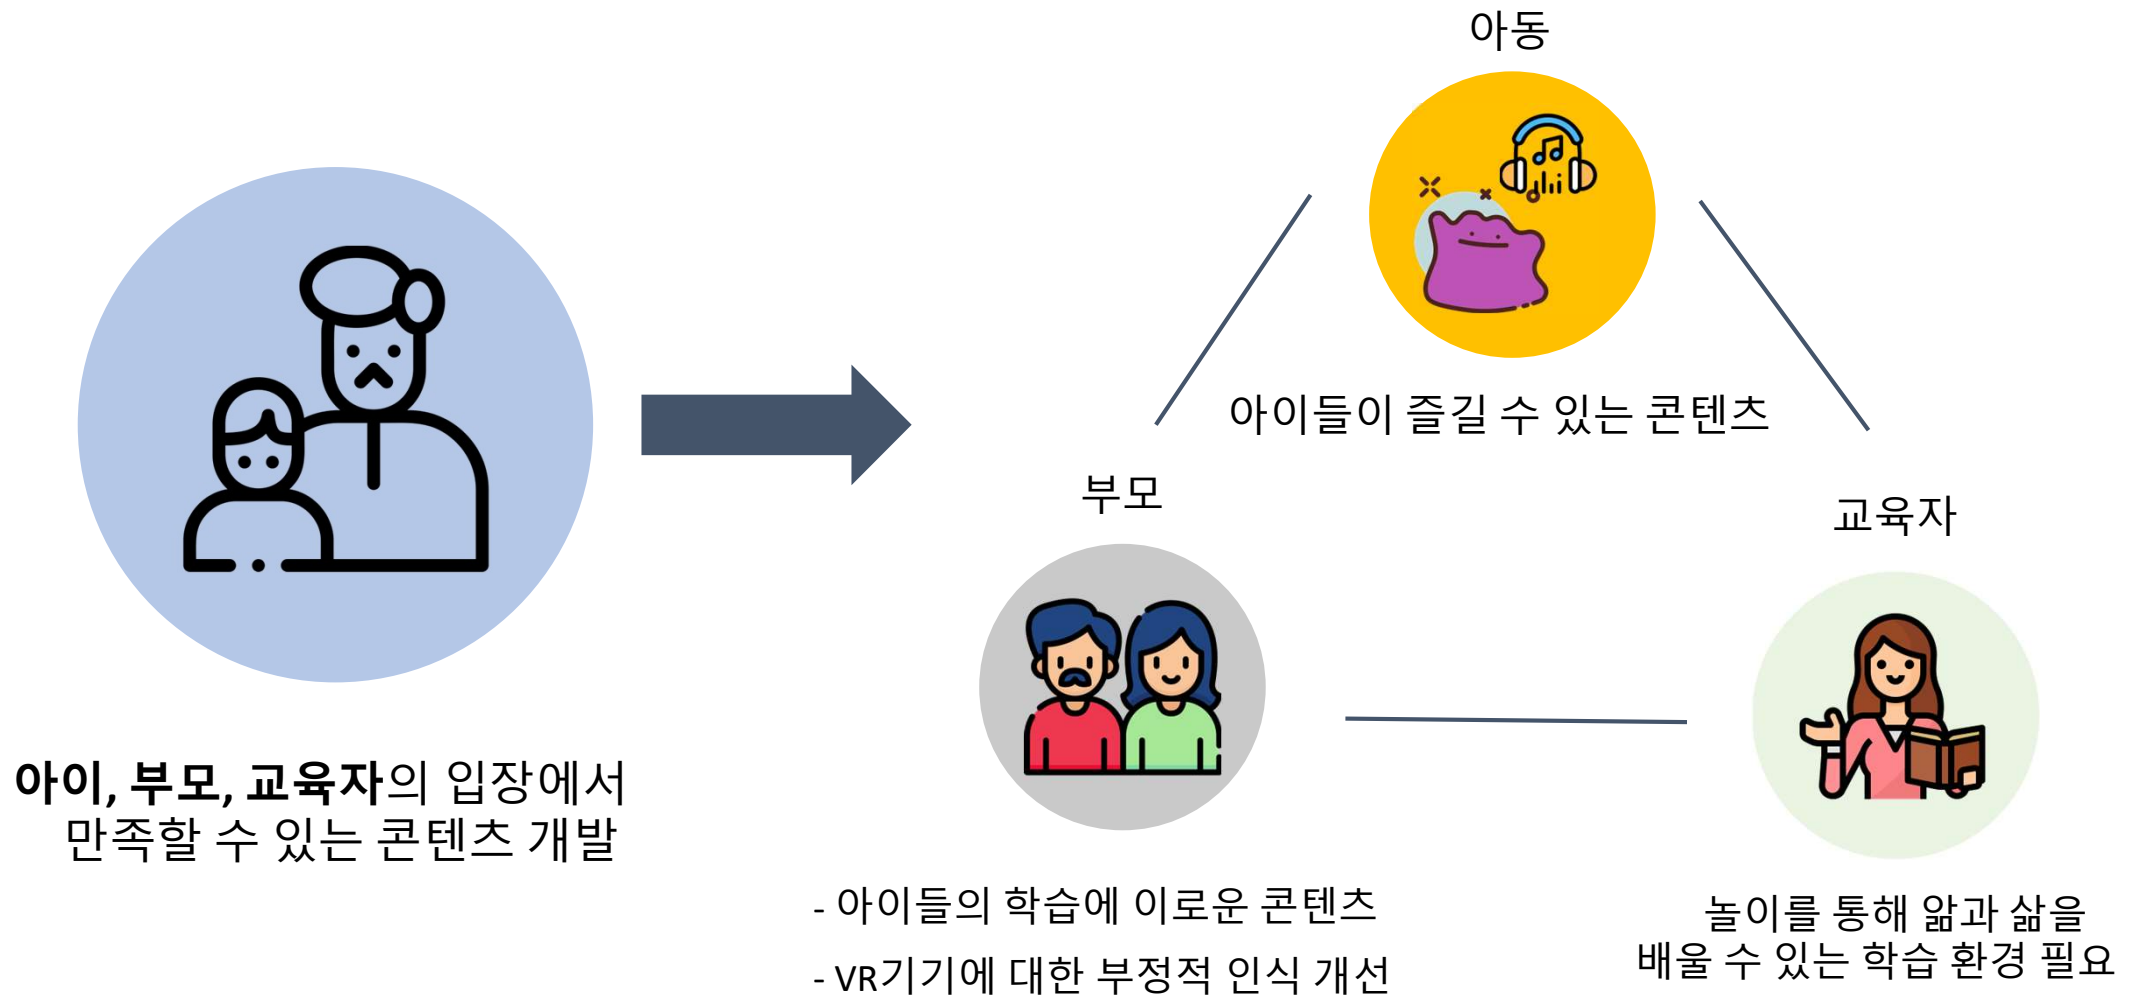 아이, 부모, 교육자의 입장에서
만족할 수 있는 콘텐츠 개발
아동
아이들이 즐길 수 있는 콘텐츠
부모
- 아이들의 학습에 이로운 콘텐츠
- VR기기에 대한 부정적 인식 개선
교육자
놀이를 통해 앎과 삶을
배울 수 있는 학습 환경 필요